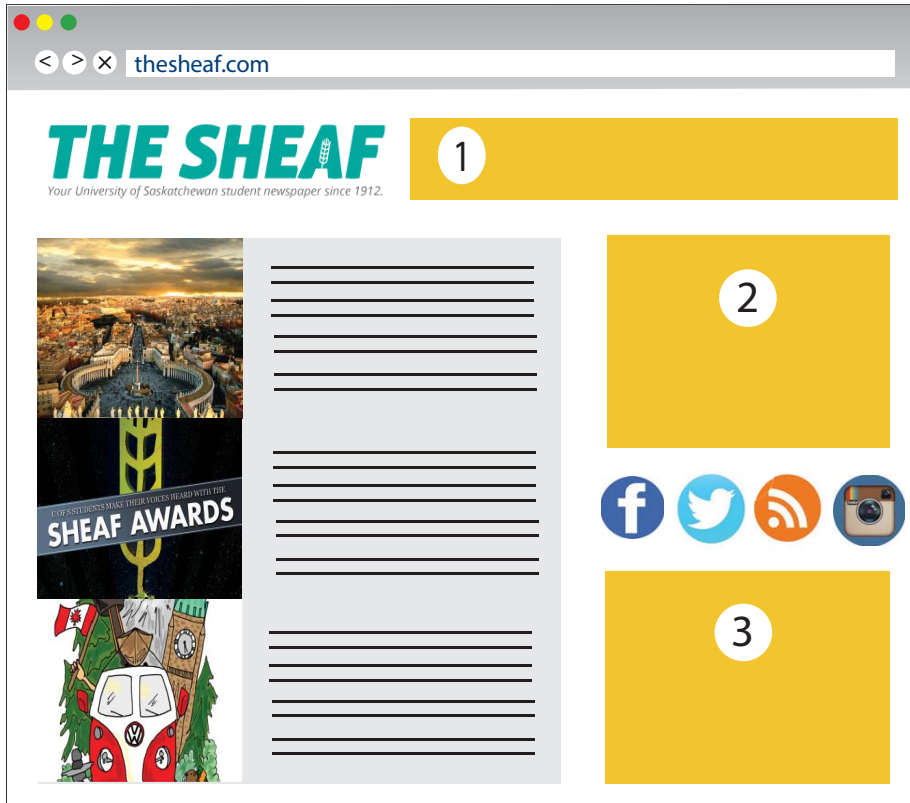 thesheaf.com
THE SHEAF
Your University of Saskatchewan student newspaper since 1912.
1
2
U OF S STUDENTS MAKE THEIR VOICES HEARD WITH THE
SHEAF AWARDS
3